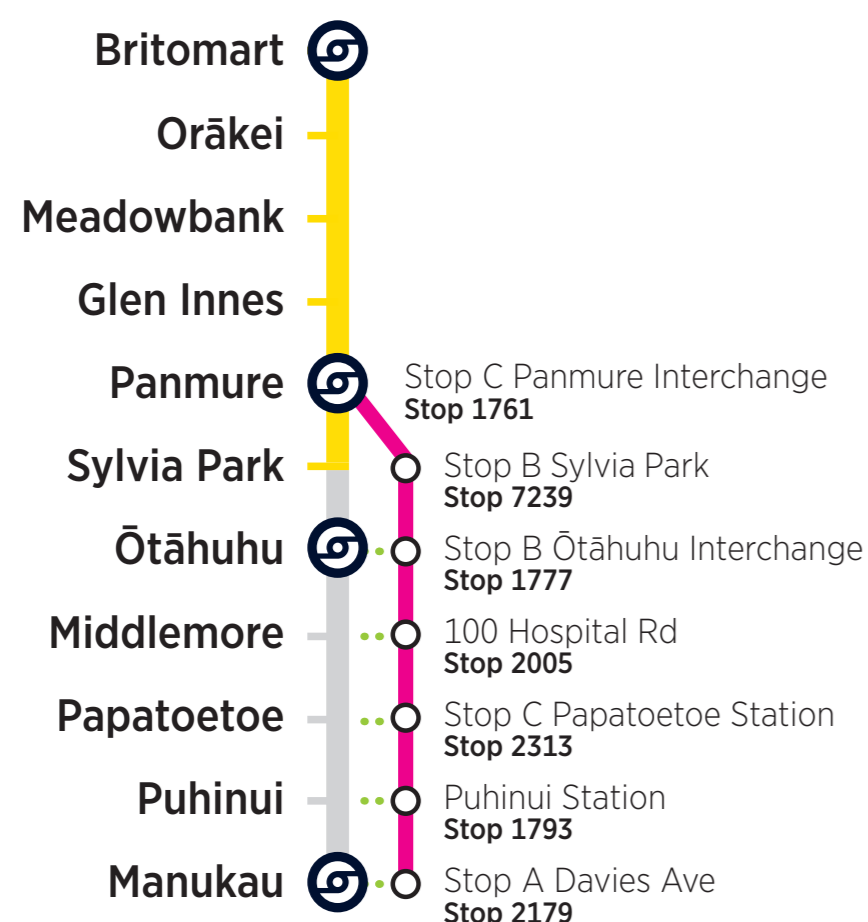 Britomart
Orākei
Meadowbank
Glen Innes
Panmure
Stop C Panmure Interchange
Stop 1761
Sylvia Park
Stop B Sylvia Park
Stop 7239
Ōtāhuhu
Stop B Ōtāhuhu Interchange
Stop 1777
Middlemore
100 Hospital Rd
Stop 2005
Papatoetoe
Stop C Papatoetoe Station
Stop 2313
Puhinui
Puhinui Station
Stop 1793
Manukau
Stop A Davies Ave
Stop 2179